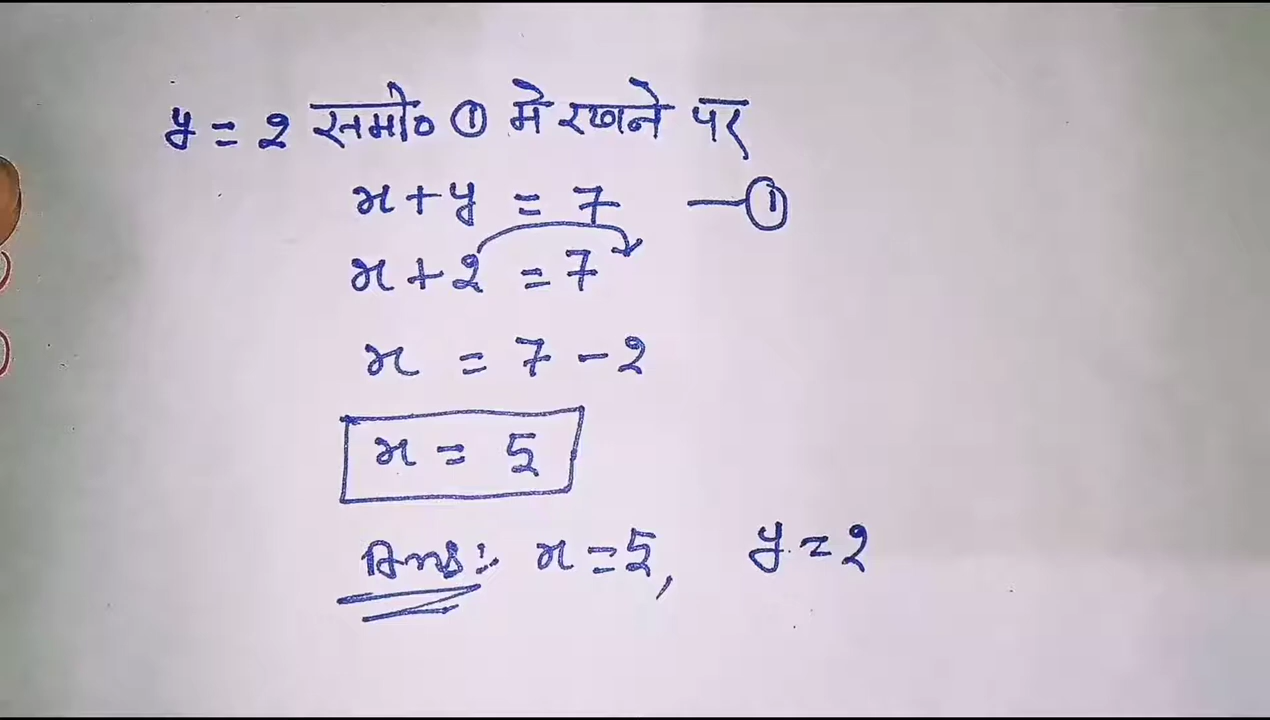 y = 2 समी० ① मे रखने पर
x + y = 7 —①
x + 2 = 7
x = 7 - 2
x = 5
Ans:- x = 5, y = 2